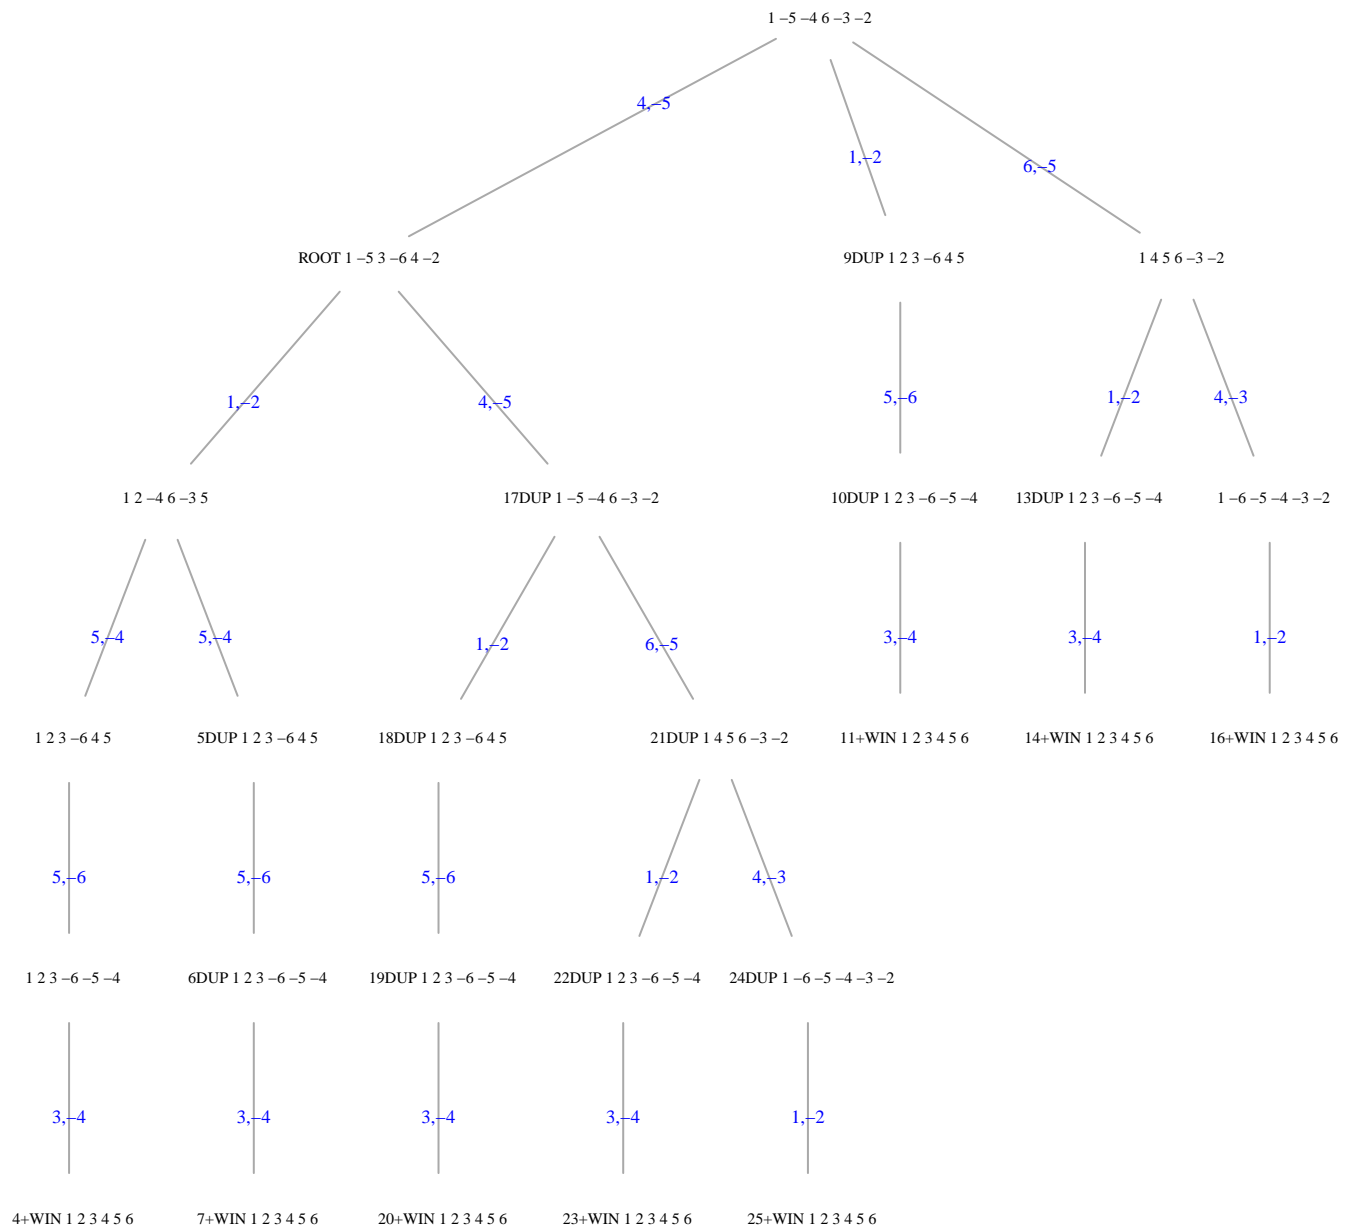 1 –5 –4 6 –3 –2
4,–5
1,–2
6,–5
ROOT 1 –5 3 –6 4 –2
9DUP 1 2 3 –6 4 5
1 4 5 6 –3 –2
1,–2
4,–5
5,–6
1,–2
4,–3
1 2 –4 6 –3 5
17DUP 1 –5 –4 6 –3 –2
10DUP 1 2 3 –6 –5 –4
13DUP 1 2 3 –6 –5 –4
1 –6 –5 –4 –3 –2
5,–4
5,–4
1,–2
6,–5
3,–4
3,–4
1,–2
1 2 3 –6 4 5
5DUP 1 2 3 –6 4 5
18DUP 1 2 3 –6 4 5
21DUP 1 4 5 6 –3 –2
11+WIN 1 2 3 4 5 6
14+WIN 1 2 3 4 5 6
16+WIN 1 2 3 4 5 6
5,–6
5,–6
5,–6
1,–2
4,–3
1 2 3 –6 –5 –4
6DUP 1 2 3 –6 –5 –4
19DUP 1 2 3 –6 –5 –4
22DUP 1 2 3 –6 –5 –4
24DUP 1 –6 –5 –4 –3 –2
3,–4
3,–4
3,–4
3,–4
1,–2
4+WIN 1 2 3 4 5 6
7+WIN 1 2 3 4 5 6
20+WIN 1 2 3 4 5 6
23+WIN 1 2 3 4 5 6
25+WIN 1 2 3 4 5 6